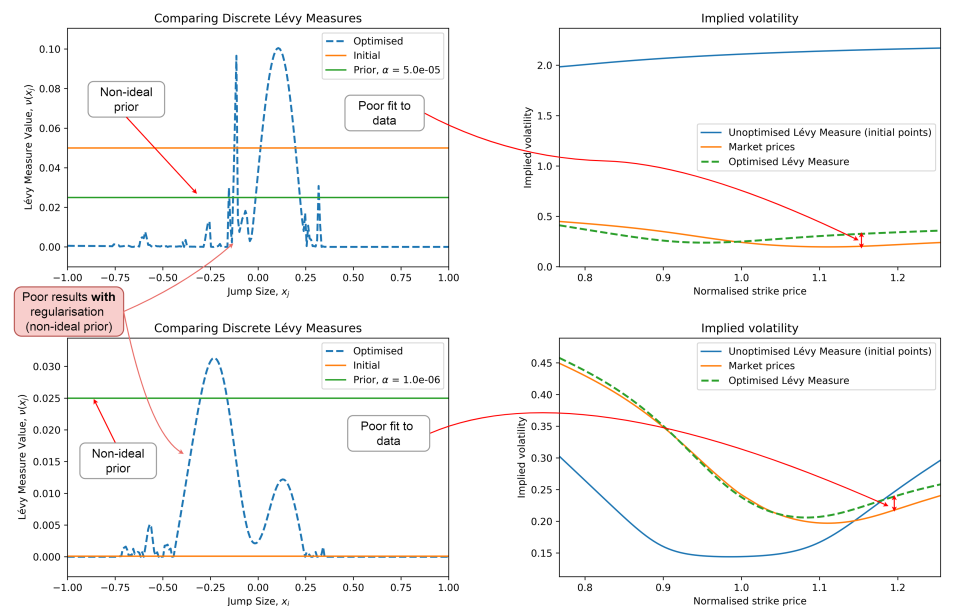 Comparing Discrete Lévy Measures
Implied volatility
Lévy Measure Value, ν(xⱼ)
0.10
0.08
0.06
0.04
0.02
0.00
Optimised
Initial
Prior, α = 5.0e-05
Non-ideal
prior
−1.00 −0.75 −0.50 −0.25 0.00 0.25 0.50 0.75 1.00
Jump Size, xⱼ
Poor fit to
data
Implied volatility
2.0
1.5
1.0
0.5
0.0
Unoptimised Lévy Measure (initial points)
Market prices
Optimised Lévy Measure
0.8 0.9 1.0 1.1 1.2
Normalised strike price
Poor results with
regularisation
(non-ideal prior)
Comparing Discrete Lévy Measures
Implied volatility
Lévy Measure Value, ν(xⱼ)
0.030
0.025
0.020
0.015
0.010
0.005
0.000
Optimised
Initial
Prior, α = 1.0e-06
Non-ideal
prior
−1.00 −0.75 −0.50 −0.25 0.00 0.25 0.50 0.75 1.00
Jump Size, xⱼ
Poor fit to
data
Implied volatility
0.45
0.40
0.35
0.30
0.25
0.20
0.15
Unoptimised Lévy Measure (initial points)
Market prices
Optimised Lévy Measure
0.8 0.9 1.0 1.1 1.2
Normalised strike price